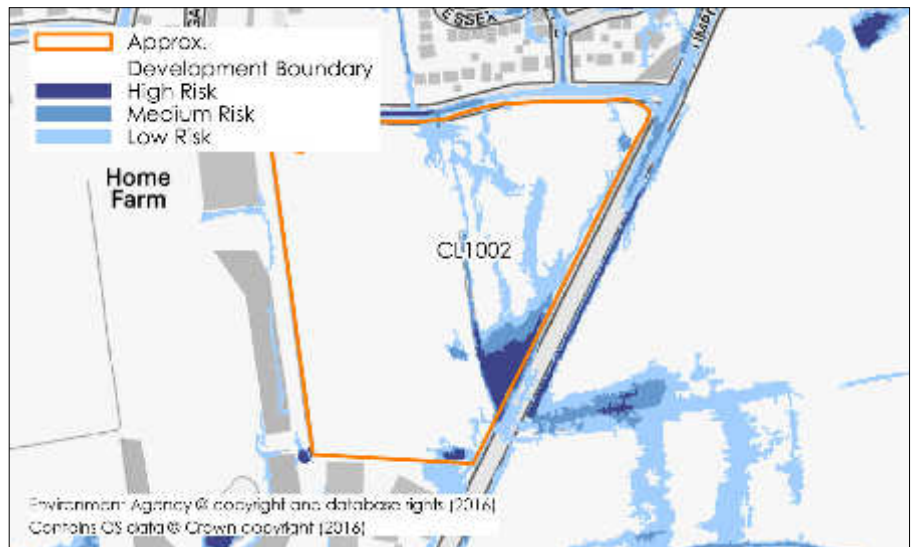 ESSEX
Approx.
Development Boundary
High Risk
Medium Risk
Low Risk
Home
Farm
CL1002
Environment Agency © copyright and database rights (2016)
Contains OS data © Crown copyright (2016)